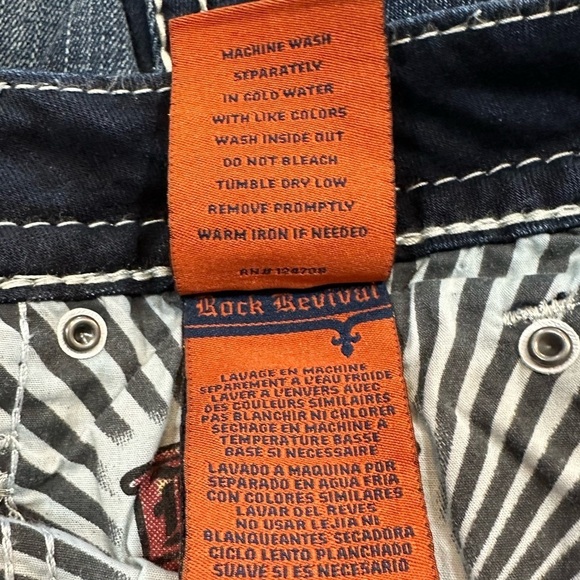 MACHINE WASH
SEPARATELY
IN COLD WATER
WITH LIKE COLORS
WASH INSIDE OUT
DO NOT BLEACH
TUMBLE DRY LOW
REMOVE PROMPTLY
WARM IRON IF NEEDED
Rock Revival
LAVAGE EN MACHINE
SEPAREMENT A L'EAU FROIDE
LAVER A L'ENVERS AVEC
DES COULEURS SIMILAIRES
PAS BLANCHIR NI CHLORER
SECHAGE EN MACHINE A
TEMPERATURE BASSE
BASE SI NECESSAIRE
LAVADO A MAQUINA POR
SEPARADO EN AGUA FRIA
CON COLORES SIMILARES
LAVAR DEL REVES
NO USAR LEJIA NI
BLANQUEANTES SECADORA
CICLO LENTO PLANCHADO
SUAVE SI ES NECESARIO